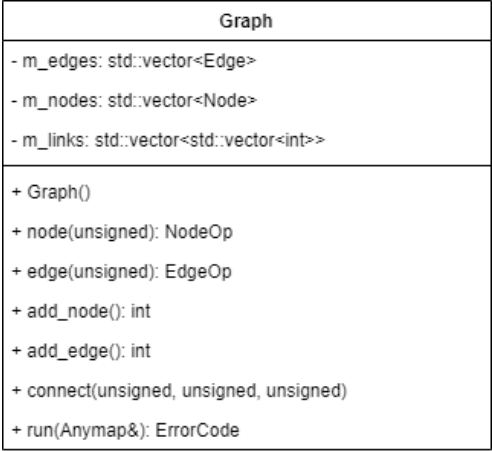 Graph
- m_edges: std::vector<Edge>
- m_nodes: std::vector<Node>
- m_links: std::vector<std::vector<int>>
+ Graph()
+ node(unsigned): NodeOp
+ edge(unsigned): EdgeOp
+ add_node(): int
+ add_edge(): int
+ connect(unsigned, unsigned, unsigned)
+ run(Anymap&): ErrorCode